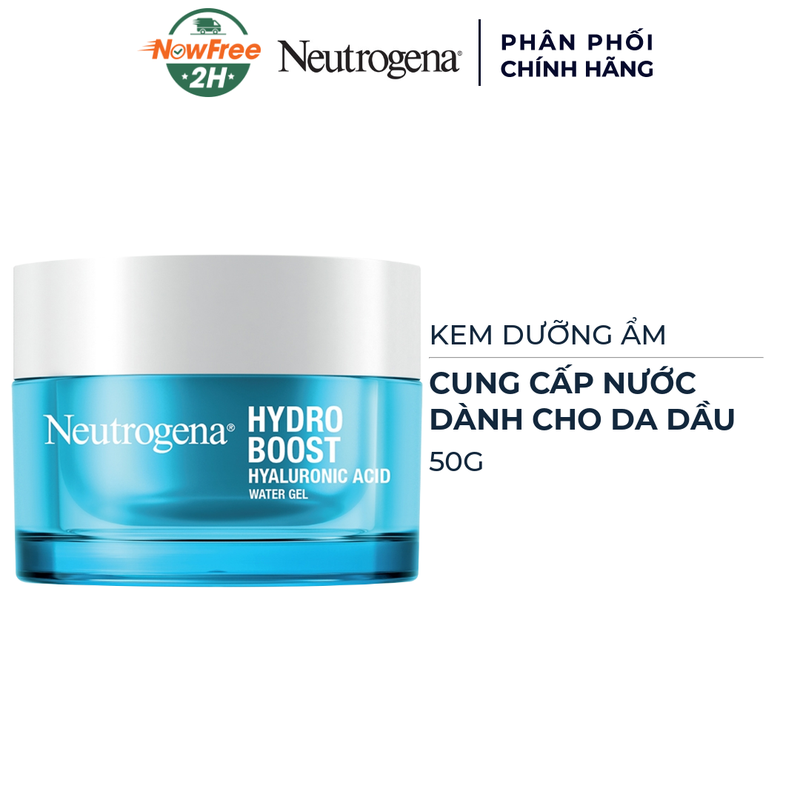 NowFree
2H
Neutrogena®
PHÂN PHỐI
CHÍNH HÃNG
Neutrogena®
HYDRO
BOOST
HYALURONIC ACID
WATER GEL
KEM DƯỠNG ẨM
CUNG CẤP NƯỚC
DÀNH CHO DA DẦU
50G